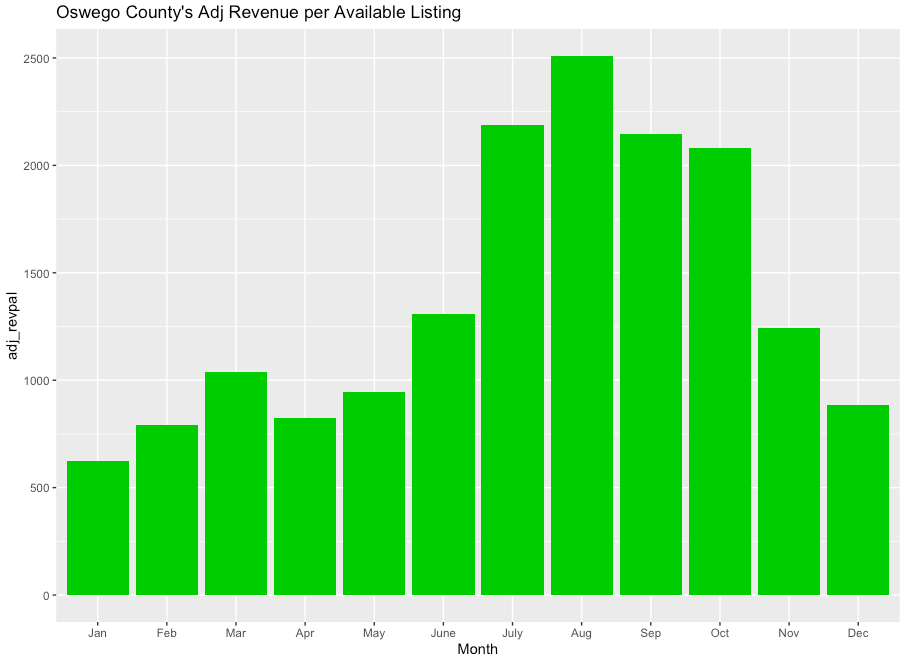 Oswego County's Adj Revenue per Available Listing
adj_revpal
2500
2000
1500
1000
500
0
Jan Feb Mar Apr May June July Aug Sep Oct Nov Dec
Month